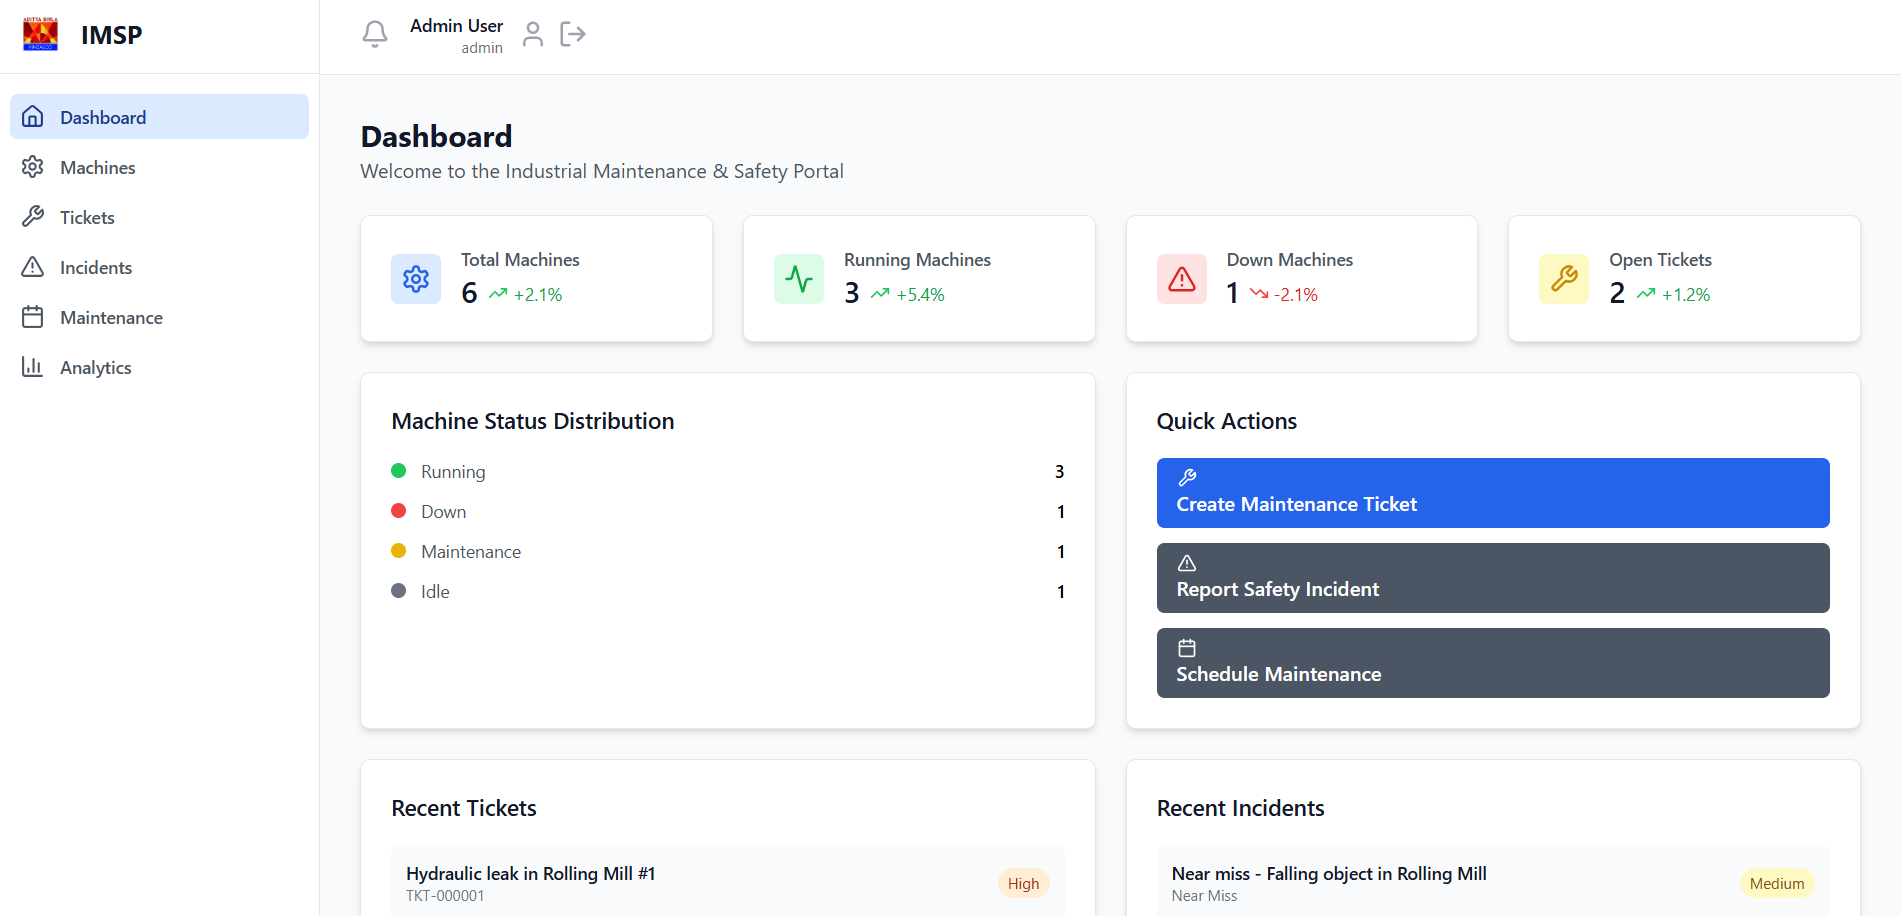 ADITYA BIRLA
HINDALCO
IMSP
Admin User
admin
Dashboard
Machines
Tickets
Incidents
Maintenance
Analytics
Dashboard
Welcome to the Industrial Maintenance & Safety Portal
Total Machines
6 +2.1%
Running Machines
3 +5.4%
Down Machines
1 -2.1%
Open Tickets
2 +1.2%
Machine Status Distribution
Running 3
Down 1
Maintenance 1
Idle 1
Quick Actions
Create Maintenance Ticket
Report Safety Incident
Schedule Maintenance
Recent Tickets
Hydraulic leak in Rolling Mill #1
TKT-000001
High
Recent Incidents
Near miss - Falling object in Rolling Mill
Near Miss
Medium